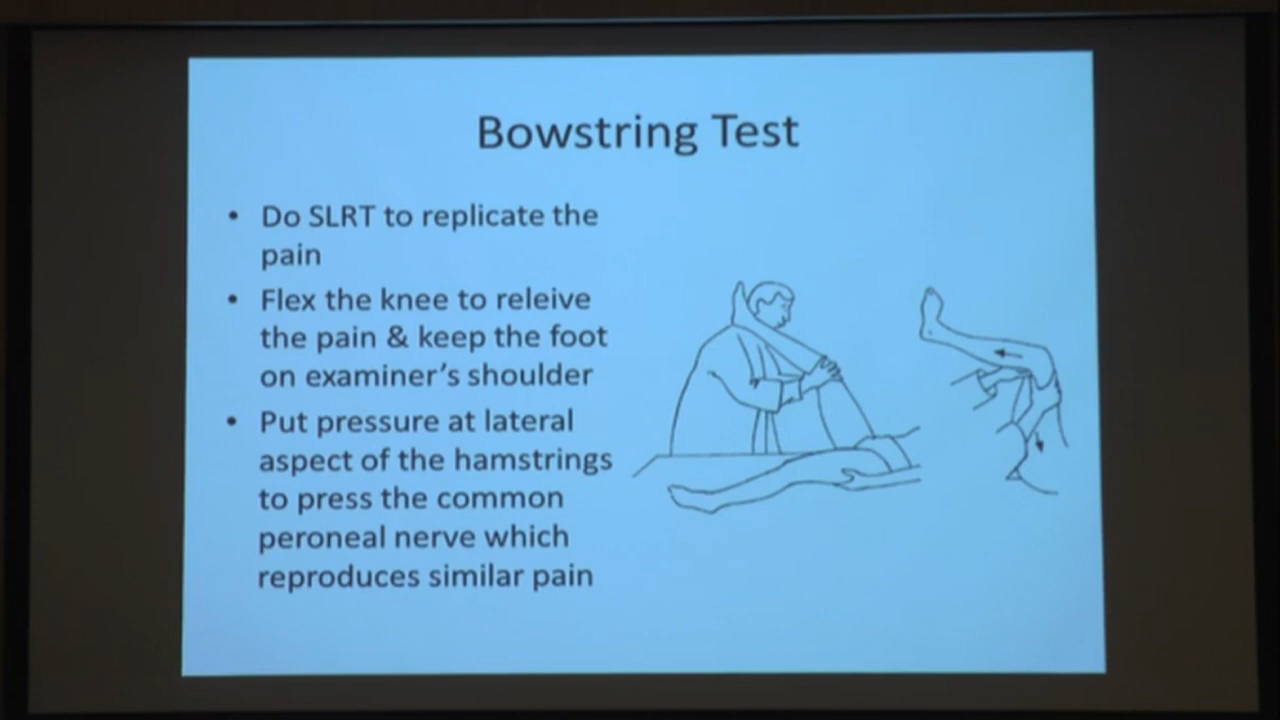 Bowstring Test
• Do SLRT to replicate the
pain
• Flex the knee to releive
the pain & keep the foot
on examiner's shoulder
• Put pressure at lateral
aspect of the hamstrings
to press the common
peroneal nerve which
reproduces similar pain